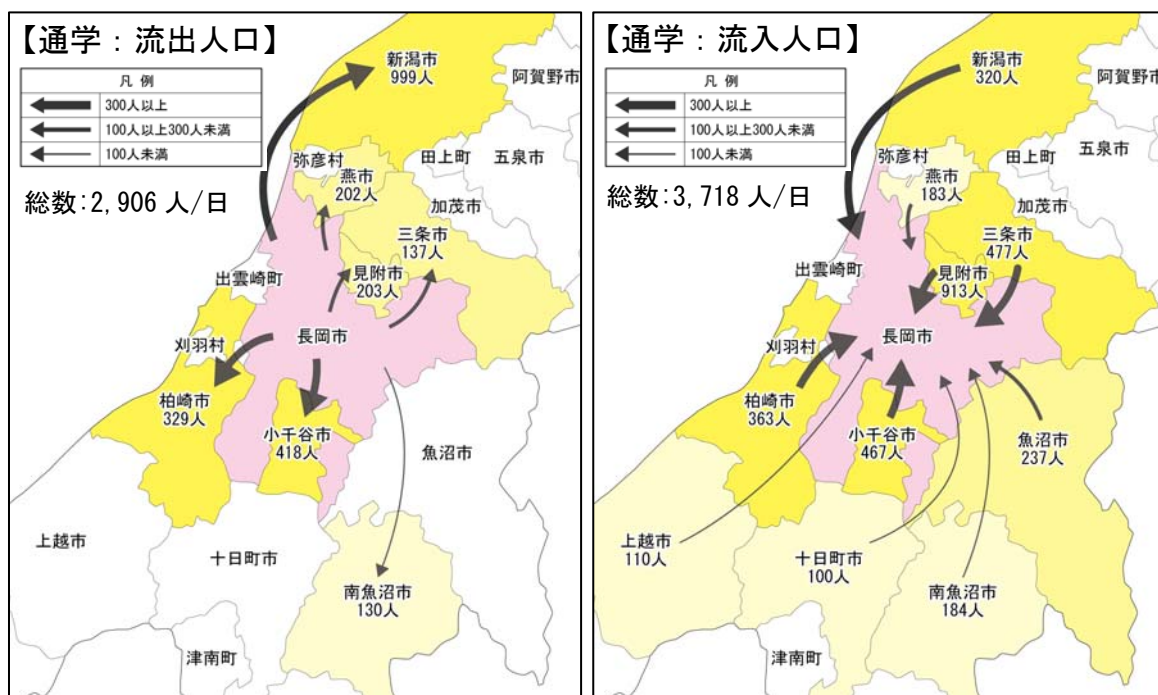 【通学：流出人口】
凡 例
300人以上
100人以上300人未満
100人未満
総数：2,906 人/日
新潟市
999人
阿賀野市
弥彦村
田上町
五泉市
燕市
202人
加茂市
三条市
137人
出雲崎町
見附市
203人
長岡市
刈羽村
柏崎市
329人
小千谷市
418人
魚沼市
上越市
十日町市
南魚沼市
130人
津南町
【通学：流入人口】
凡 例
300人以上
100人以上300人未満
100人未満
総数：3,718 人/日
新潟市
320人
阿賀野市
弥彦村
田上町
五泉市
燕市
183人
加茂市
三条市
477人
出雲崎町
見附市
913人
長岡市
刈羽村
柏崎市
363人
小千谷市
467人
魚沼市
237人
上越市
110人
十日町市
100人
南魚沼市
184人
津南町